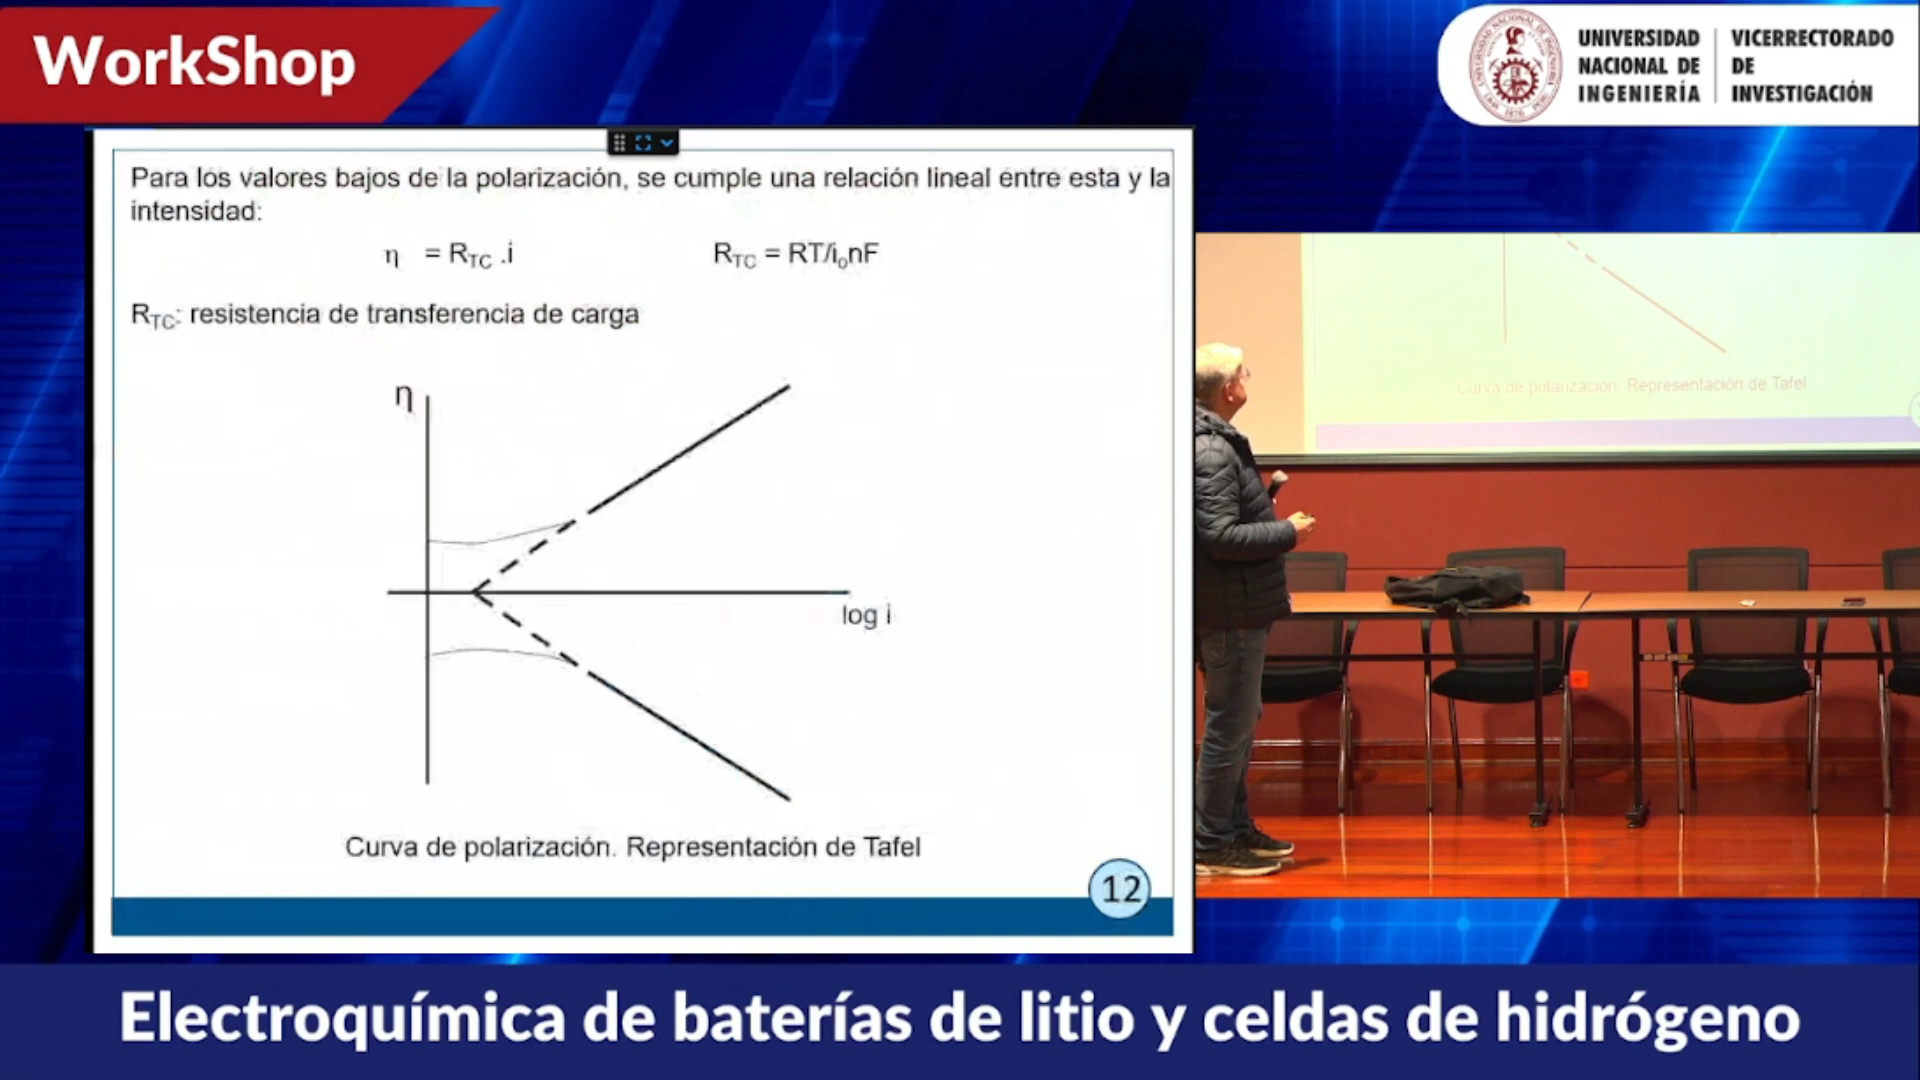 WorkShop
UNIVERSIDAD
NACIONAL DE
INGENIERÍA
VICERRECTORADO
DE
INVESTIGACIÓN
Para los valores bajos de la polarización, se cumple una relación lineal entre esta y la
intensidad:
η = R_TC .i
R_TC = RT/i_o nF
R_TC: resistencia de transferencia de carga
η
log i
Curva de polarización. Representación de Tafel
12
Curva de polarización. Representación de Tafel
Electroquímica de baterías de litio y celdas de hidrógeno